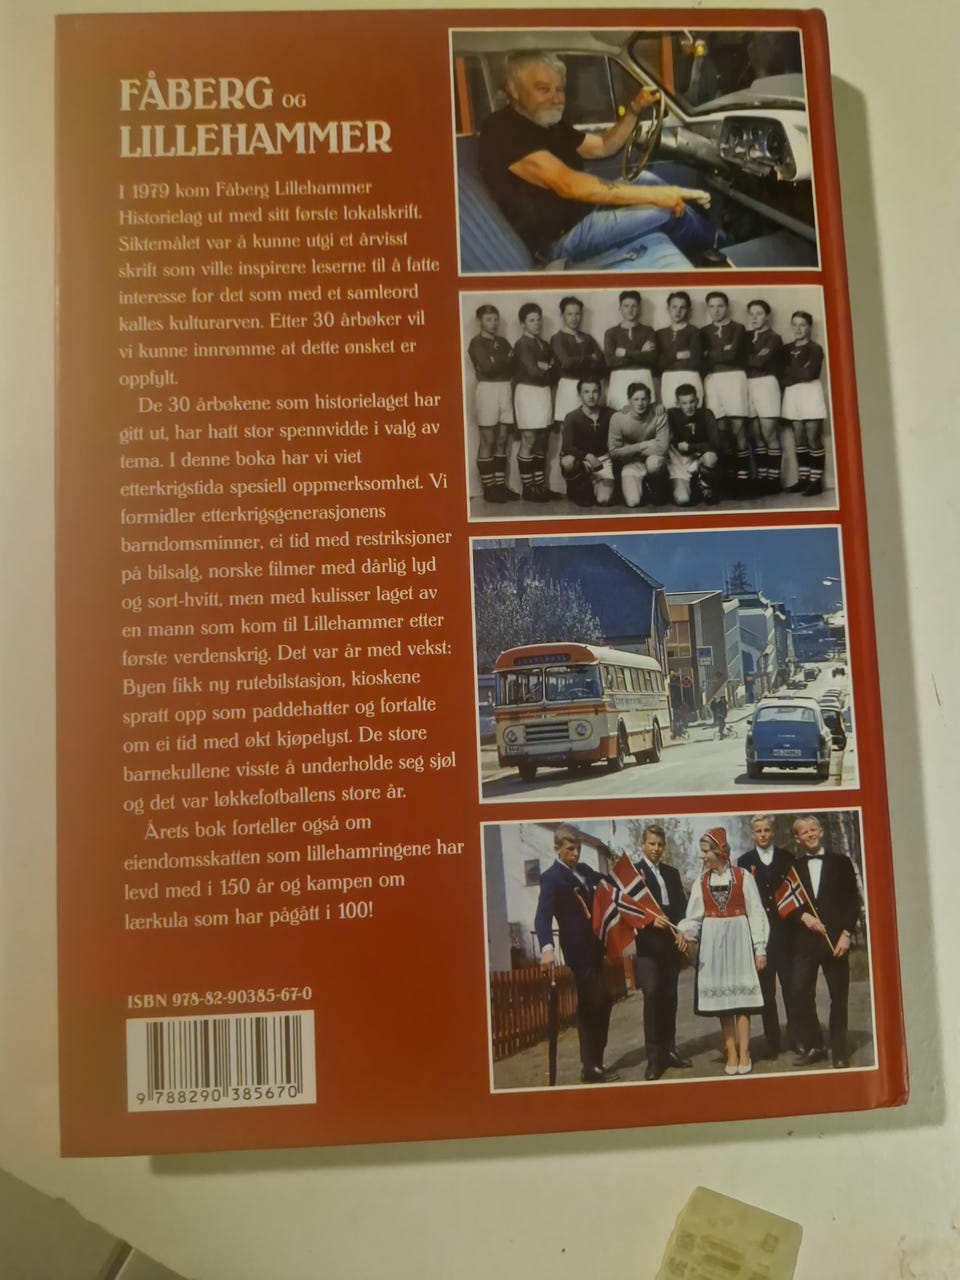 FÅBERG OG
LILLEHAMMER
I 1979 kom Fåberg Lillehammer
Historielag ut med sitt første lokalskrift.
Siktemålet var å kunne utgi et årvisst
skrift som ville inspirere leserne til å fatte
interesse for det som med et samleord
kalles kulturarven. Etter 30 årbøker vil
vi kunne innrømme at dette ønsket er
oppfylt.
De 30 årbøkene som historielaget har
gitt ut, har hatt stor spennvidde i valg av
tema. I denne boka har vi viet
etterkrigstida spesiell oppmerksomhet. Vi
formidler etterkrigsgenerasjonens
barndomsminner, ei tid med restriksjoner
på bilsalg, norske filmer med dårlig lyd
og sort-hvitt, men med kulisser laget av
en mann som kom til Lillehammer etter
første verdenskrig. Det var år med vekst:
Byen fikk ny rutebilstasjon, kioskene
spratt opp som paddehatter og fortalte
om ei tid med økt kjøpelyst. De store
barnekullene visste å underholde seg sjøl
og det var løkkefotballens store år.
Årets bok forteller også om
eiendomsskatten som lillehamringene har
levd med i 150 år og kampen om
lærkula som har pågått i 100!
ISBN 978-82-90385-67-0
9 788290 385670